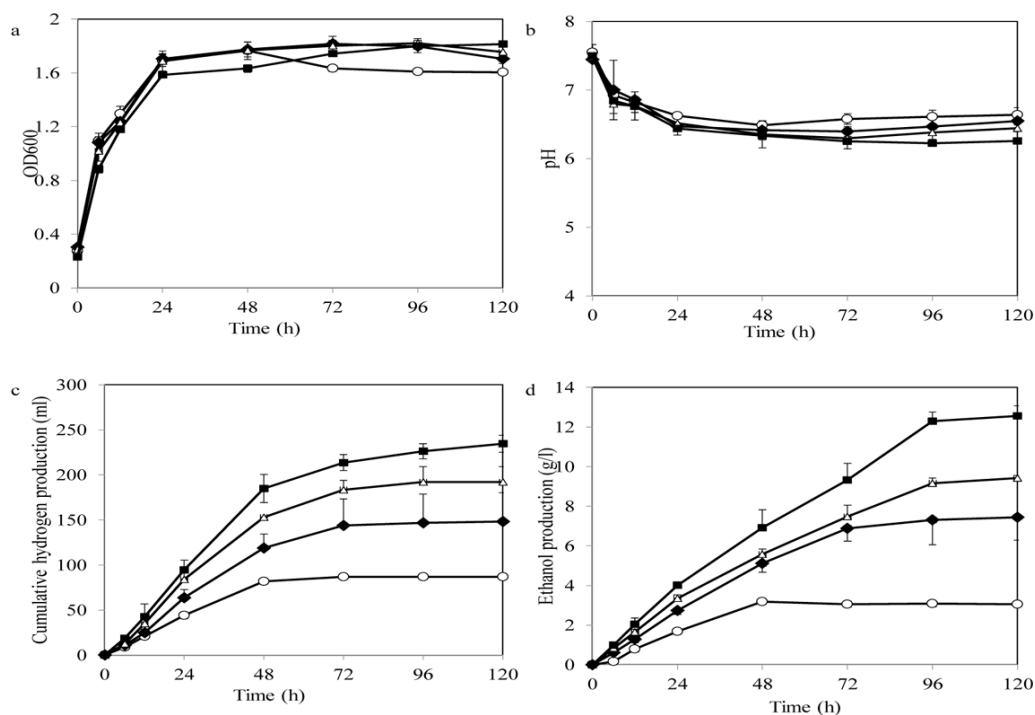 a
2
1.6
1.2
0.8
0.4
0
OD600
0 24 48 72 96 120
Time (h)
b
8
7
6
5
4
pH
0 24 48 72 96 120
Time (h)
c
300
250
200
150
100
50
0
Cumulative hydrogen production (ml)
0 24 48 72 96 120
Time (h)
d
14
12
10
8
6
4
2
0
Ethanol production (g/l)
0 24 48 72 96 120
Time (h)